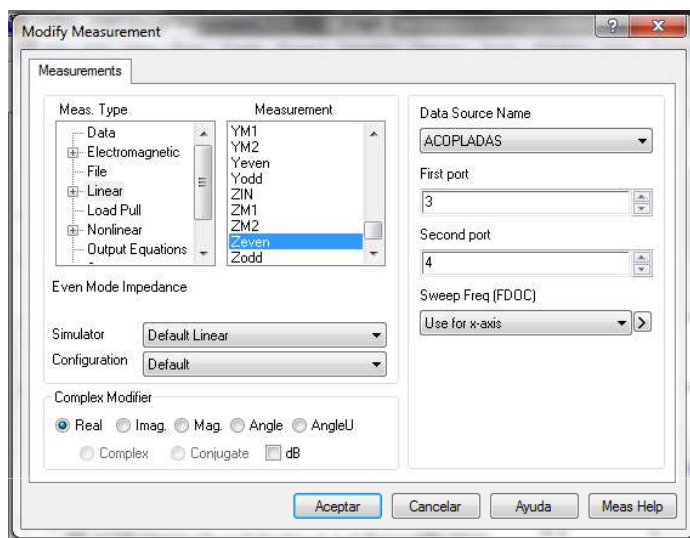 Modify Measurement
Measurements
Meas. Type
Data
Electromagnetic
File
Linear
Load Pull
Nonlinear
Output Equations
Measurement
YM1
YM2
Yeven
Yodd
ZIN
ZM1
ZM2
Zeven
Zodd
Even Mode Impedance
Simulator Default Linear
Configuration Default
Complex Modifier
Real Imag. Mag. Angle AngleU
Complex Conjugate dB
Data Source Name
ACOPLADAS
First port
3
Second port
4
Sweep Freq (FDOC)
Use for x-axis >
Aceptar Cancelar Ayuda Meas Help